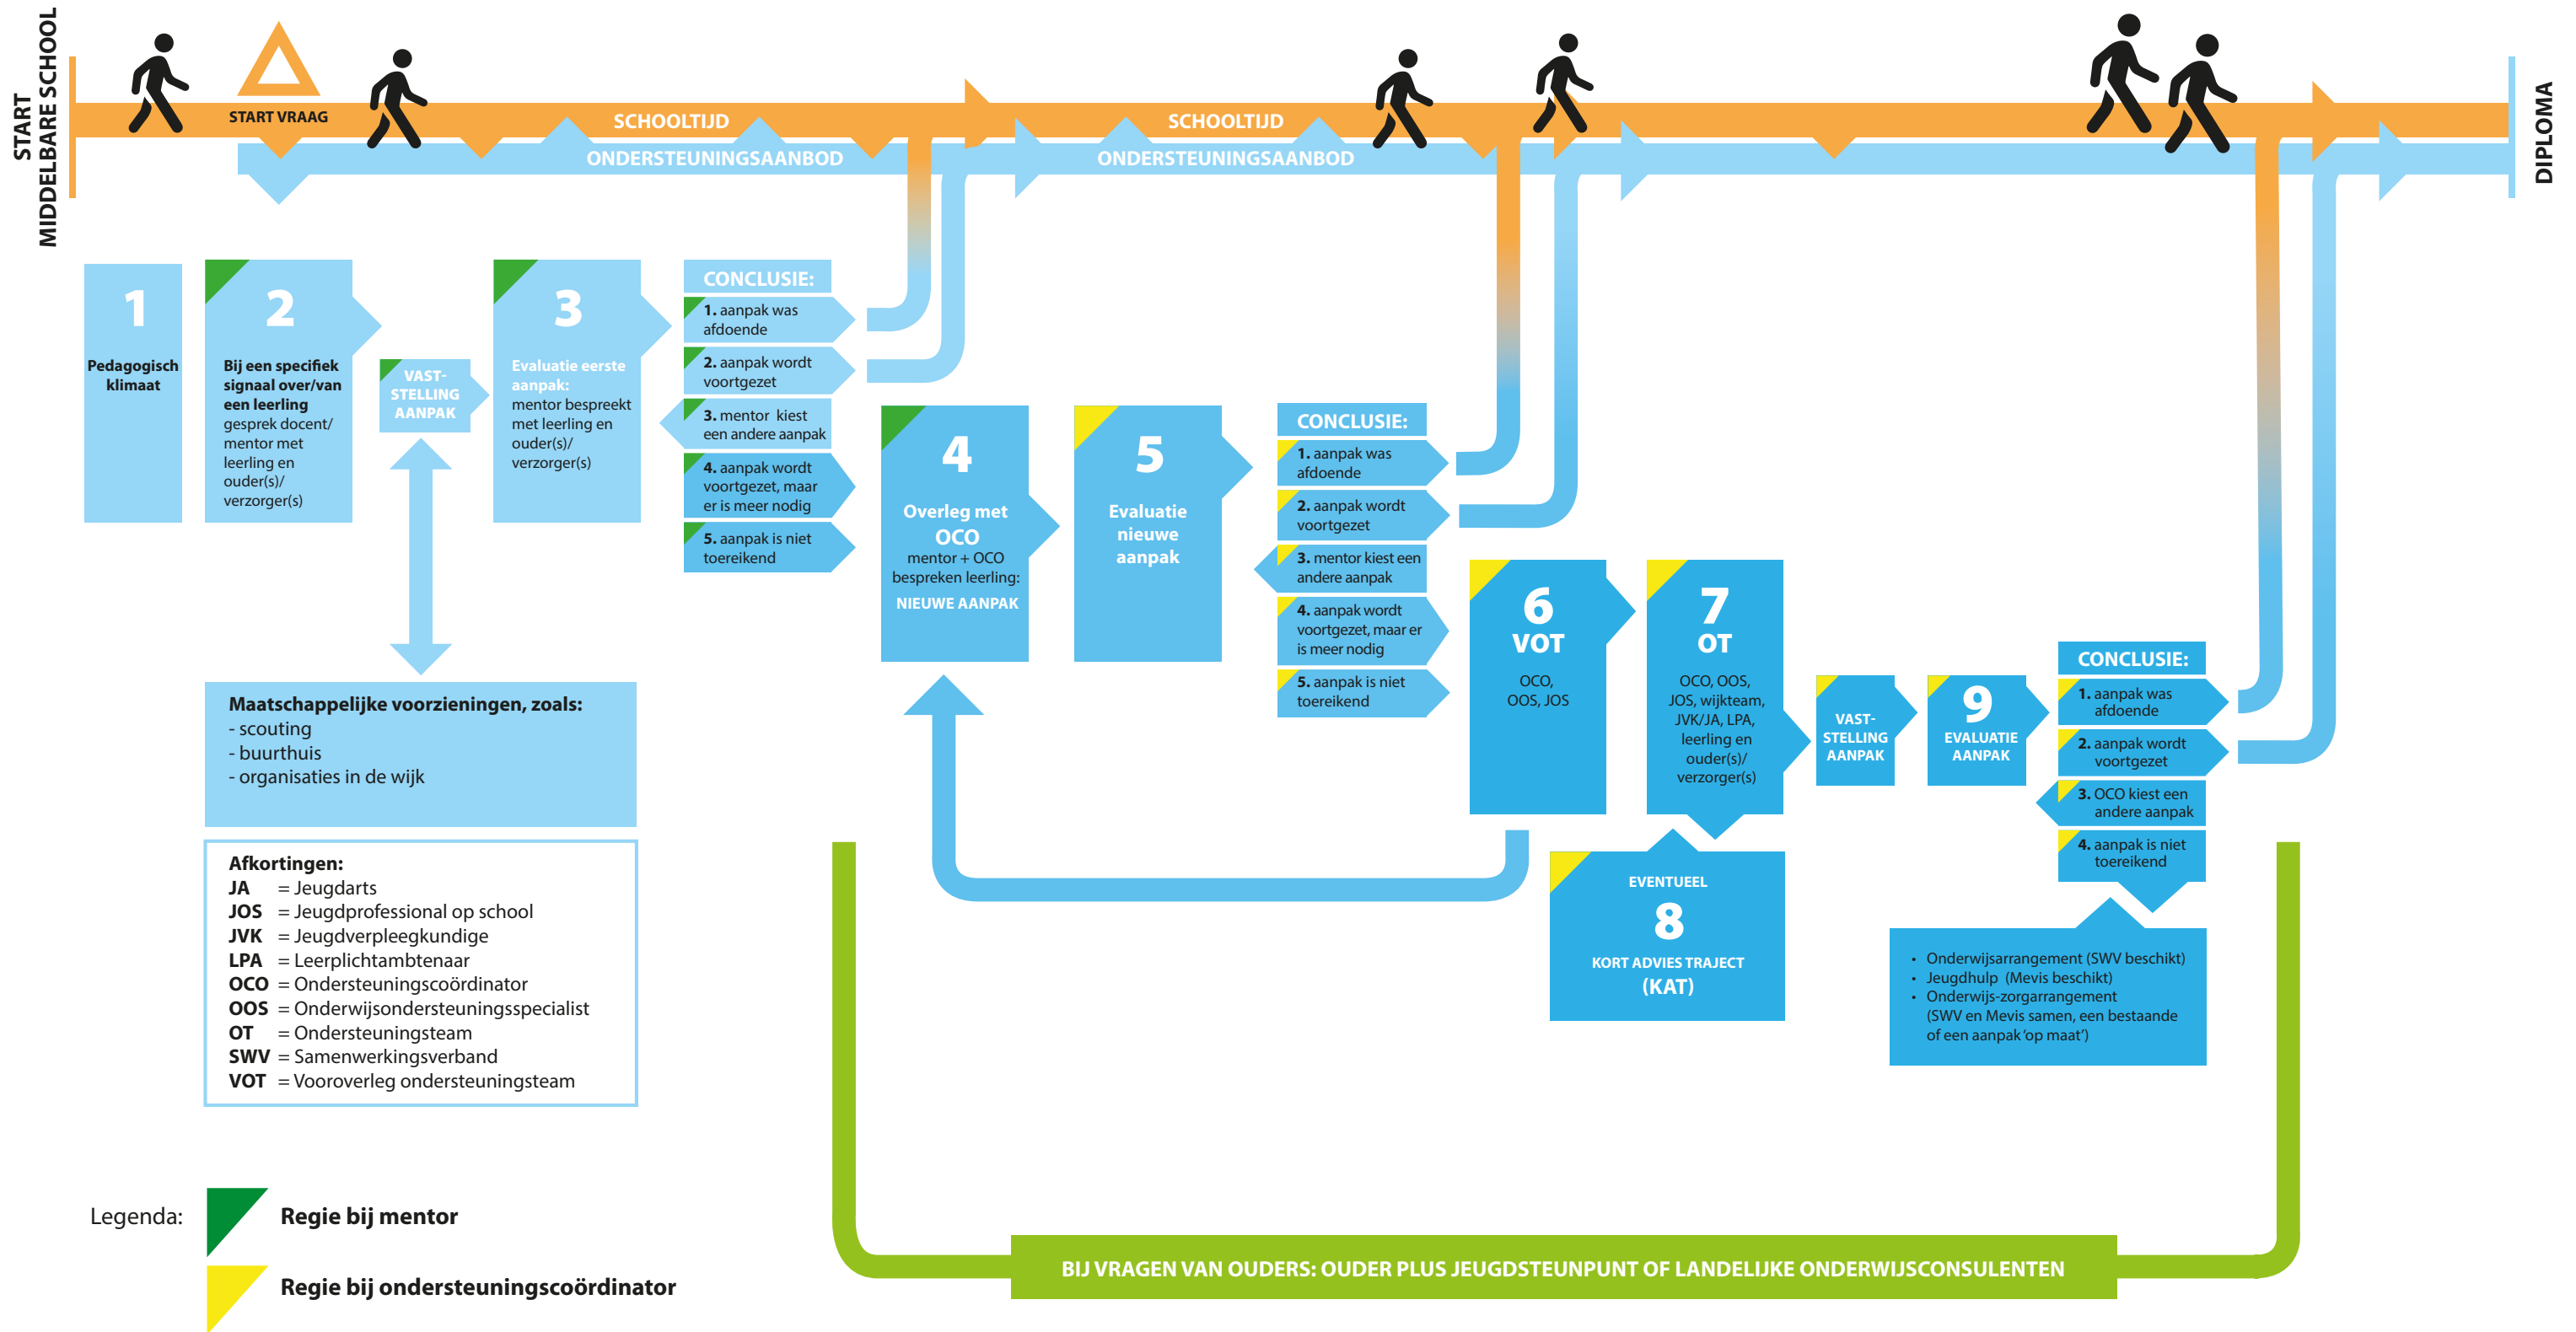 START
MIDDELBARE SCHOOL
START VRAAG
SCHOOLTIJD
SCHOOLTIJD
ONDERSTEUNINGSAANBOD
ONDERSTEUNINGSAANBOD
DIPLOMA
1
Pedagogisch
klimaat
2
Bij een specifiek
signaal over/van
een leerling
gesprek docent/
mentor met
leerling en
ouder(s)/
verzorger(s)
VAST-
STELLING
AANPAK
3
Evaluatie eerste
aanpak:
mentor bespreekt
met leerling en
ouder(s)/
verzorger(s)
CONCLUSIE:
1. aanpak was
afdoende
2. aanpak wordt
voortgezet
3. mentor kiest
een andere aanpak
4. aanpak wordt
voortgezet, maar
er is meer nodig
5. aanpak is niet
toereikend
4
Overleg met
OCO
mentor + OCO
bespreken leerling:
NIEUWE AANPAK
5
Evaluatie
nieuwe
aanpak
CONCLUSIE:
1. aanpak was
afdoende
2. aanpak wordt
voortgezet
3. mentor kiest een
andere aanpak
4. aanpak wordt
voortgezet, maar er
is meer nodig
5. aanpak is niet
toereikend
6
VOT
OCO,
OOS, JOS
7
OT
OCO, OOS,
JOS, wijkteam,
JVK/JA, LPA,
leerling en
ouder(s)/
verzorger(s)
EVENTUEEL
8
KORT ADVIES TRAJECT
(KAT)
VAST-
STELLING
AANPAK
9
EVALUATIE
AANPAK
CONCLUSIE:
1. aanpak was
afdoende
2. aanpak wordt
voortgezet
3. OCO kiest een
andere aanpak
4. aanpak is niet
toereikend
• Onderwijsarrangement (SWV beschikt)
• Jeugdhulp (Mevis beschikt)
• Onderwijs-zorgarrangement
(SWV en Mevis samen, een bestaande
of een aanpak ‘op maat’)
Maatschappelijke voorzieningen, zoals:
- scouting
- buurthuis
- organisaties in de wijk
Afkortingen:
JA = Jeugdarts
JOS = Jeugdprofessional op school
JVK = Jeugdverpleegkundige
LPA = Leerplichtambtenaar
OCO = Ondersteuningscoördinator
OOS = Onderwijsondersteuningsspecialist
OT = Ondersteuningsteam
SWV = Samenwerkingsverband
VOT = Vooroverleg ondersteuningsteam
Legenda:
Regie bij mentor
Regie bij ondersteuningscoördinator
BIJ VRAGEN VAN OUDERS: OUDER PLUS JEUGDSTEUNPUNT OF LANDELIJKE ONDERWIJSCONSULENTEN